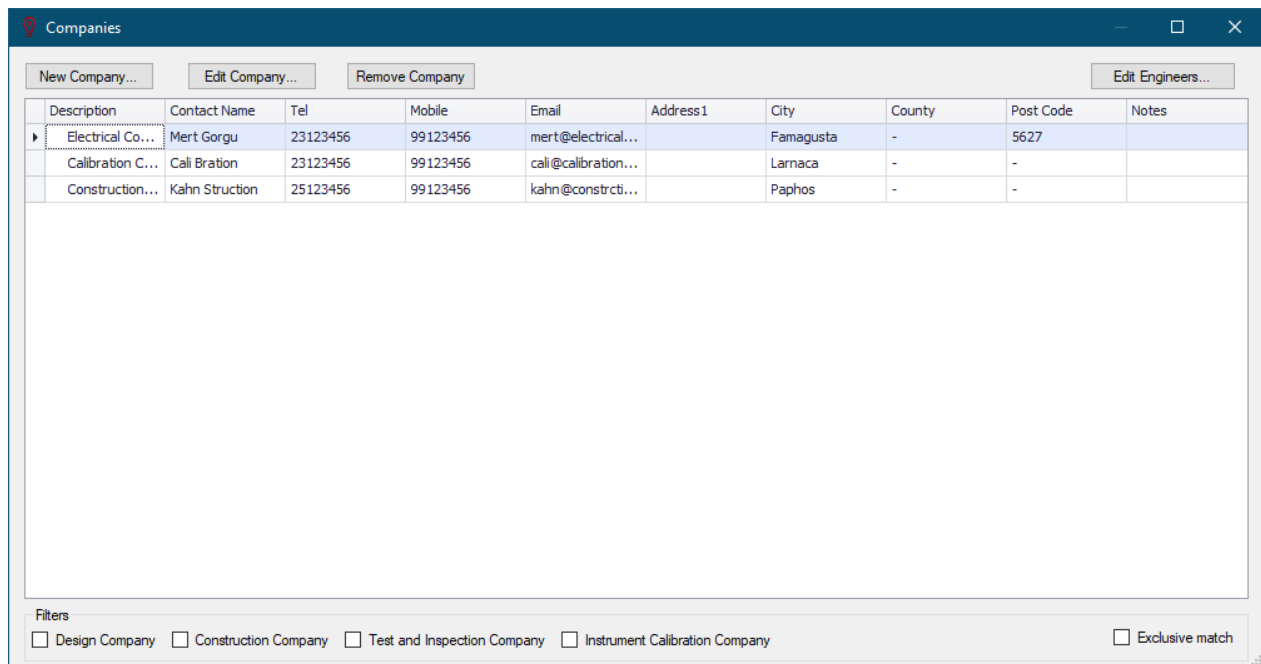 Companies
New Company... Edit Company... Remove Company Edit Engineers...
Description Contact Name Tel Mobile Email Address1 City County Post Code Notes
Electrical Co... Mert Gorgu 23123456 99123456 mert@electrical... Famagusta - 5627
Calibration C... Cali Bration 23123456 99123456 cali@calibration... Larnaca - -
Construction... Kahn Struction 25123456 99123456 kahn@constrcti... Paphos - -
Filters
Design Company Construction Company Test and Inspection Company Instrument Calibration Company Exclusive match